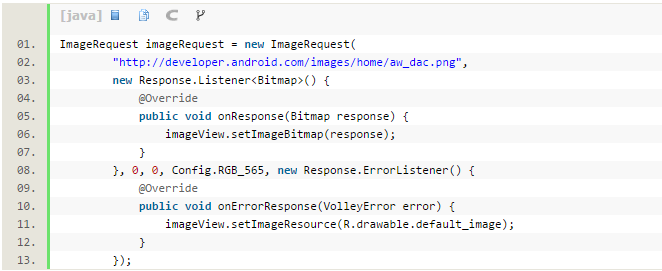 [java]
01. ImageRequest imageRequest = new ImageRequest(
02.         "http://developer.android.com/images/home/aw_dac.png",
03.         new Response.Listener<Bitmap>() {
04.             @Override
05.             public void onResponse(Bitmap response) {
06.                 imageView.setImageBitmap(response);
07.             }
08.         }, 0, 0, Config.RGB_565, new Response.ErrorListener() {
09.             @Override
10.             public void onErrorResponse(VolleyError error) {
11.                 imageView.setImageResource(R.drawable.default_image);
12.             }
13.         });